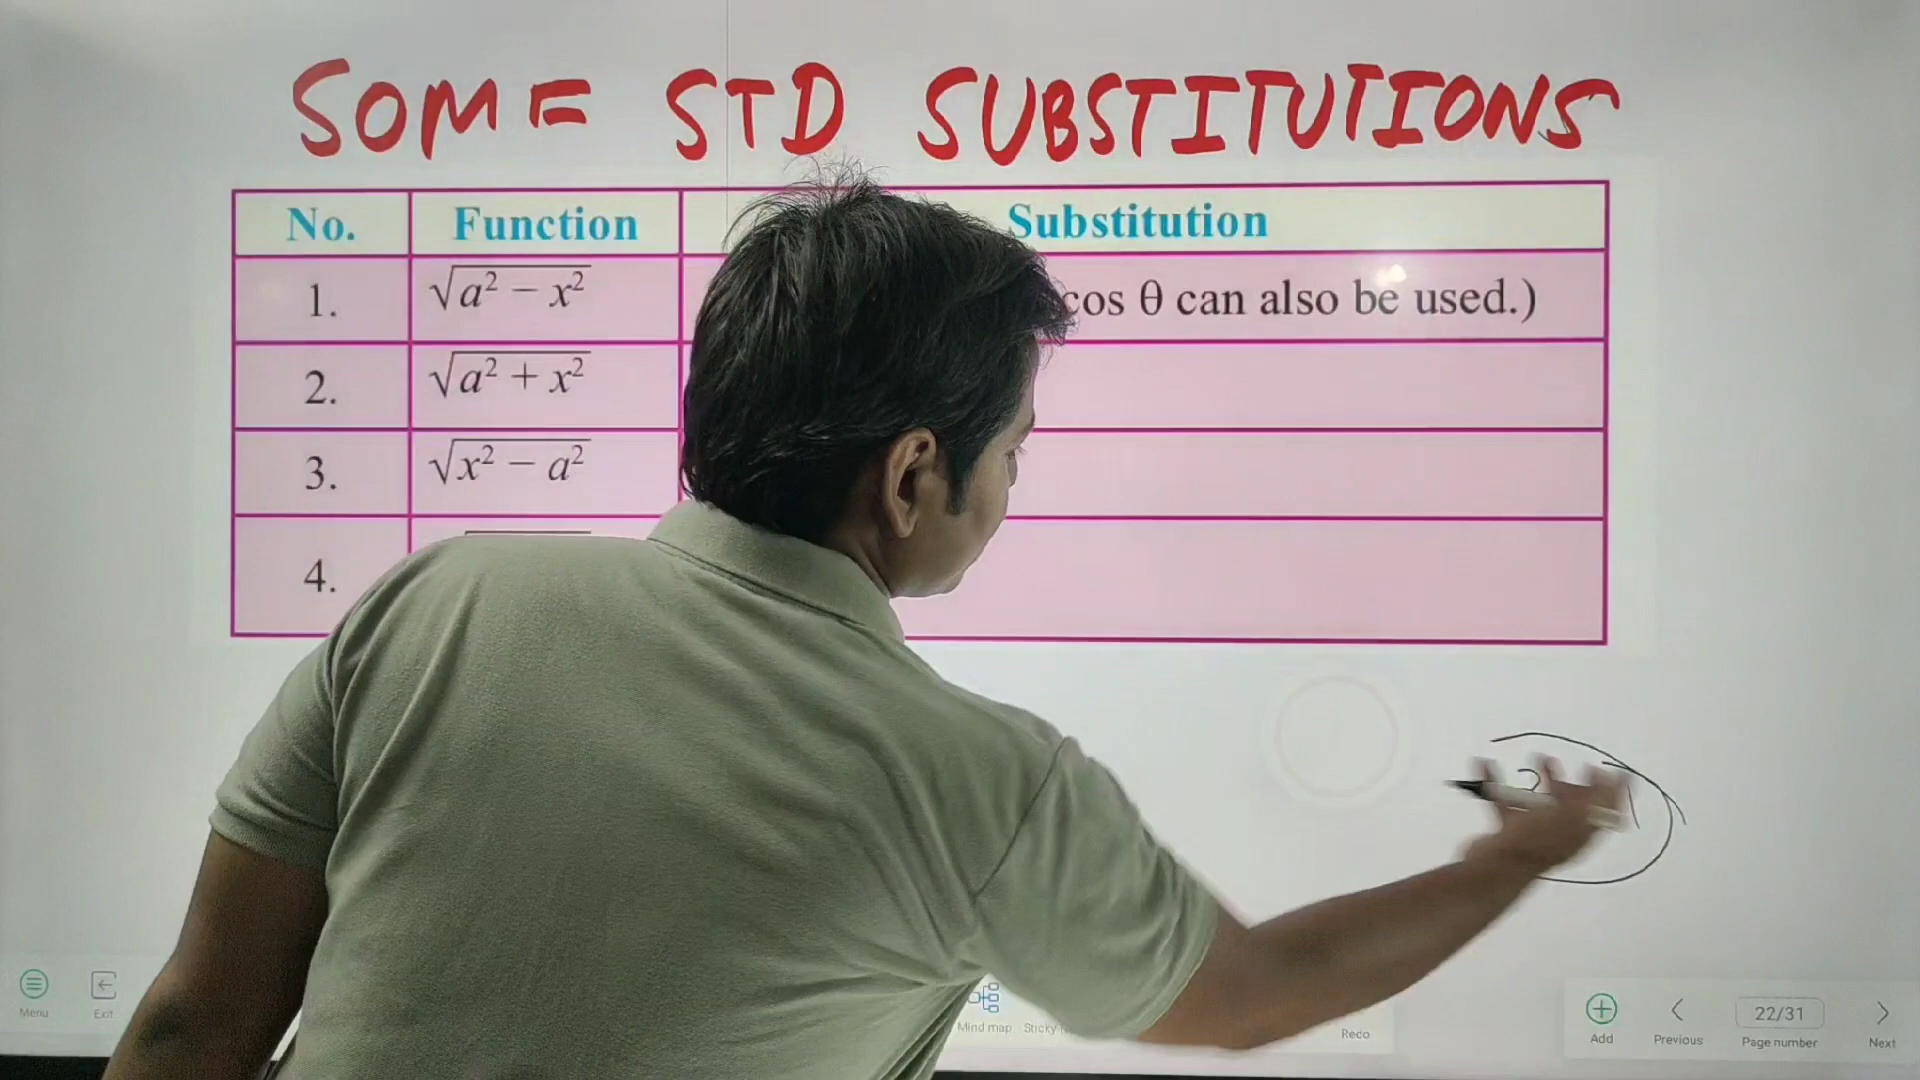 SOME STD SUBSTITUTIONS
No. Function Substitution
1. √a² − x² cos θ can also be used.)
2. √a² + x²
3. √x² − a²
4.
Menu Exit Mind map Sticky Reco Add Previous 22/31 Page number Next